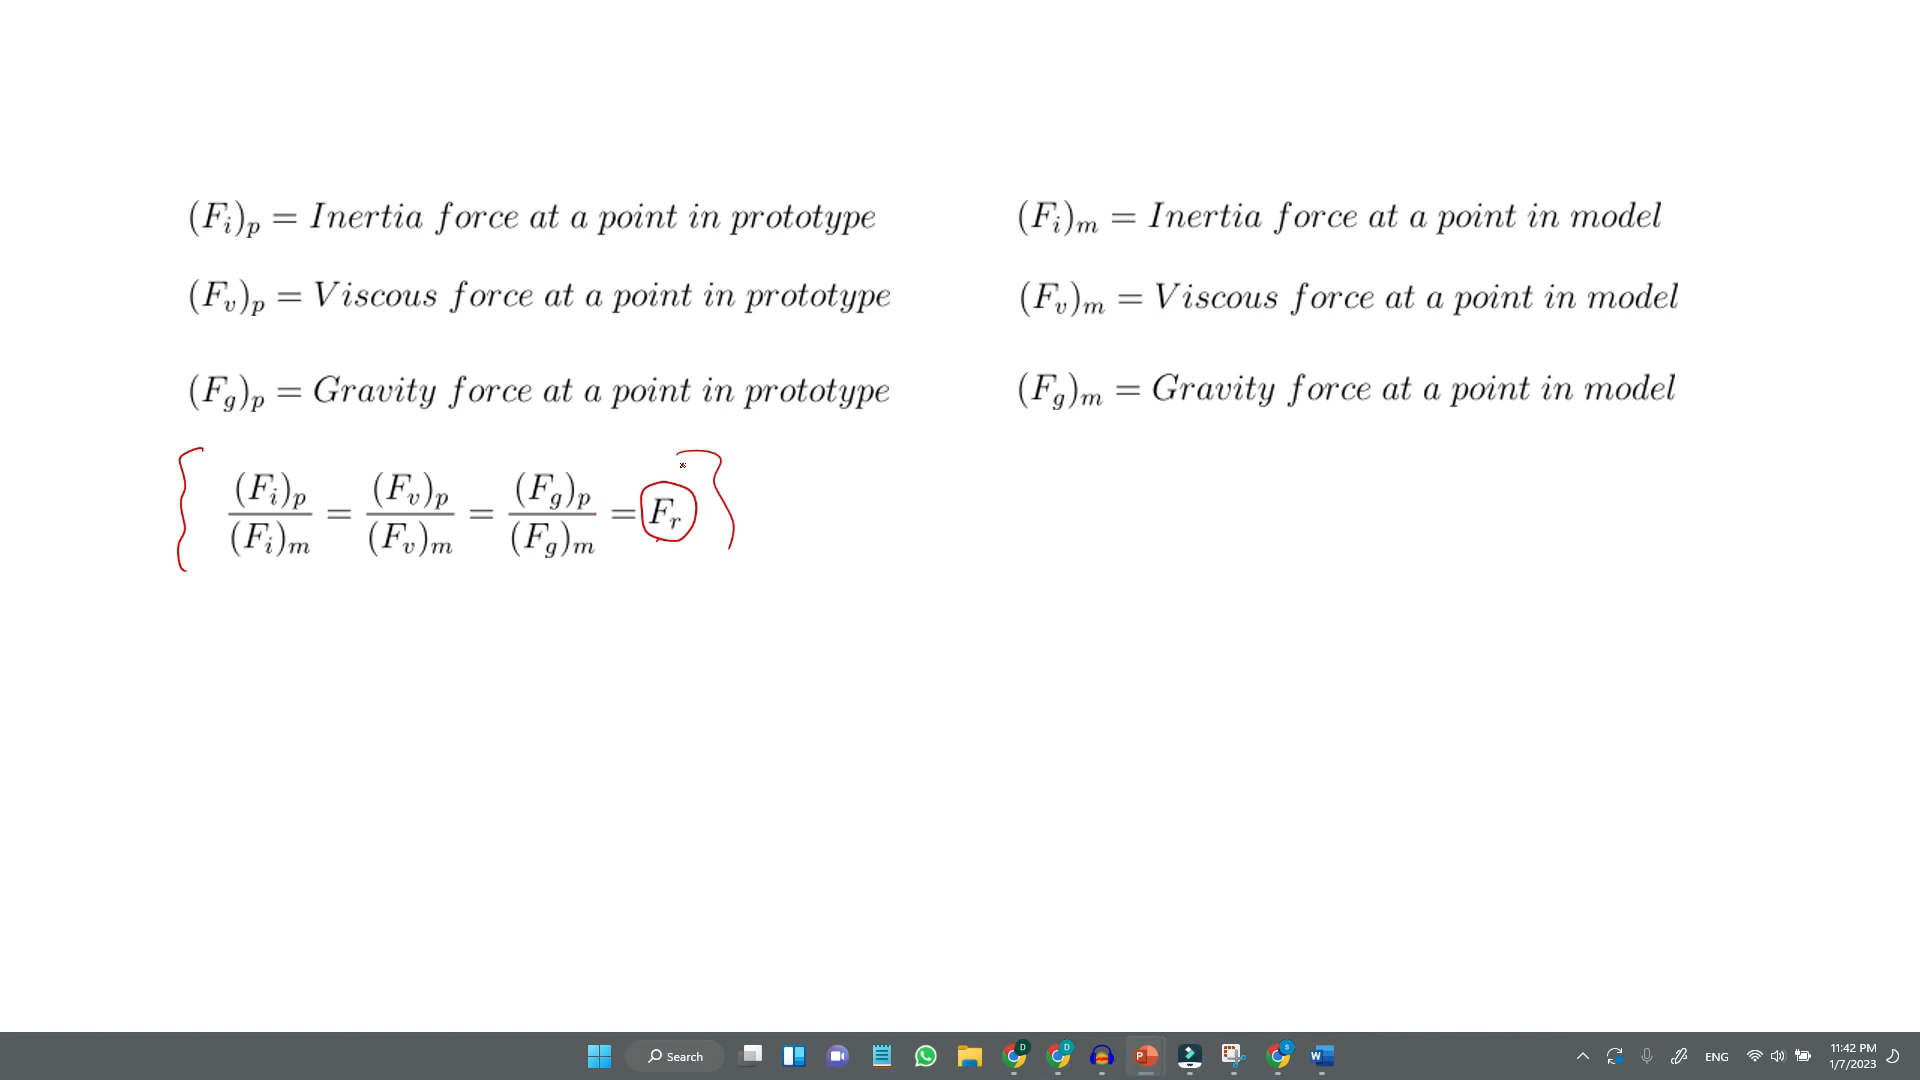 (F_i)_p = Inertia force at a point in prototype
(F_i)_m = Inertia force at a point in model
(F_v)_p = Viscous force at a point in prototype
(F_v)_m = Viscous force at a point in model
(F_g)_p = Gravity force at a point in prototype
(F_g)_m = Gravity force at a point in model
(F_i)_p/(F_i)_m = (F_v)_p/(F_v)_m = (F_g)_p/(F_g)_m = F_r
Search
ENG
11:42 PM
1/7/2023